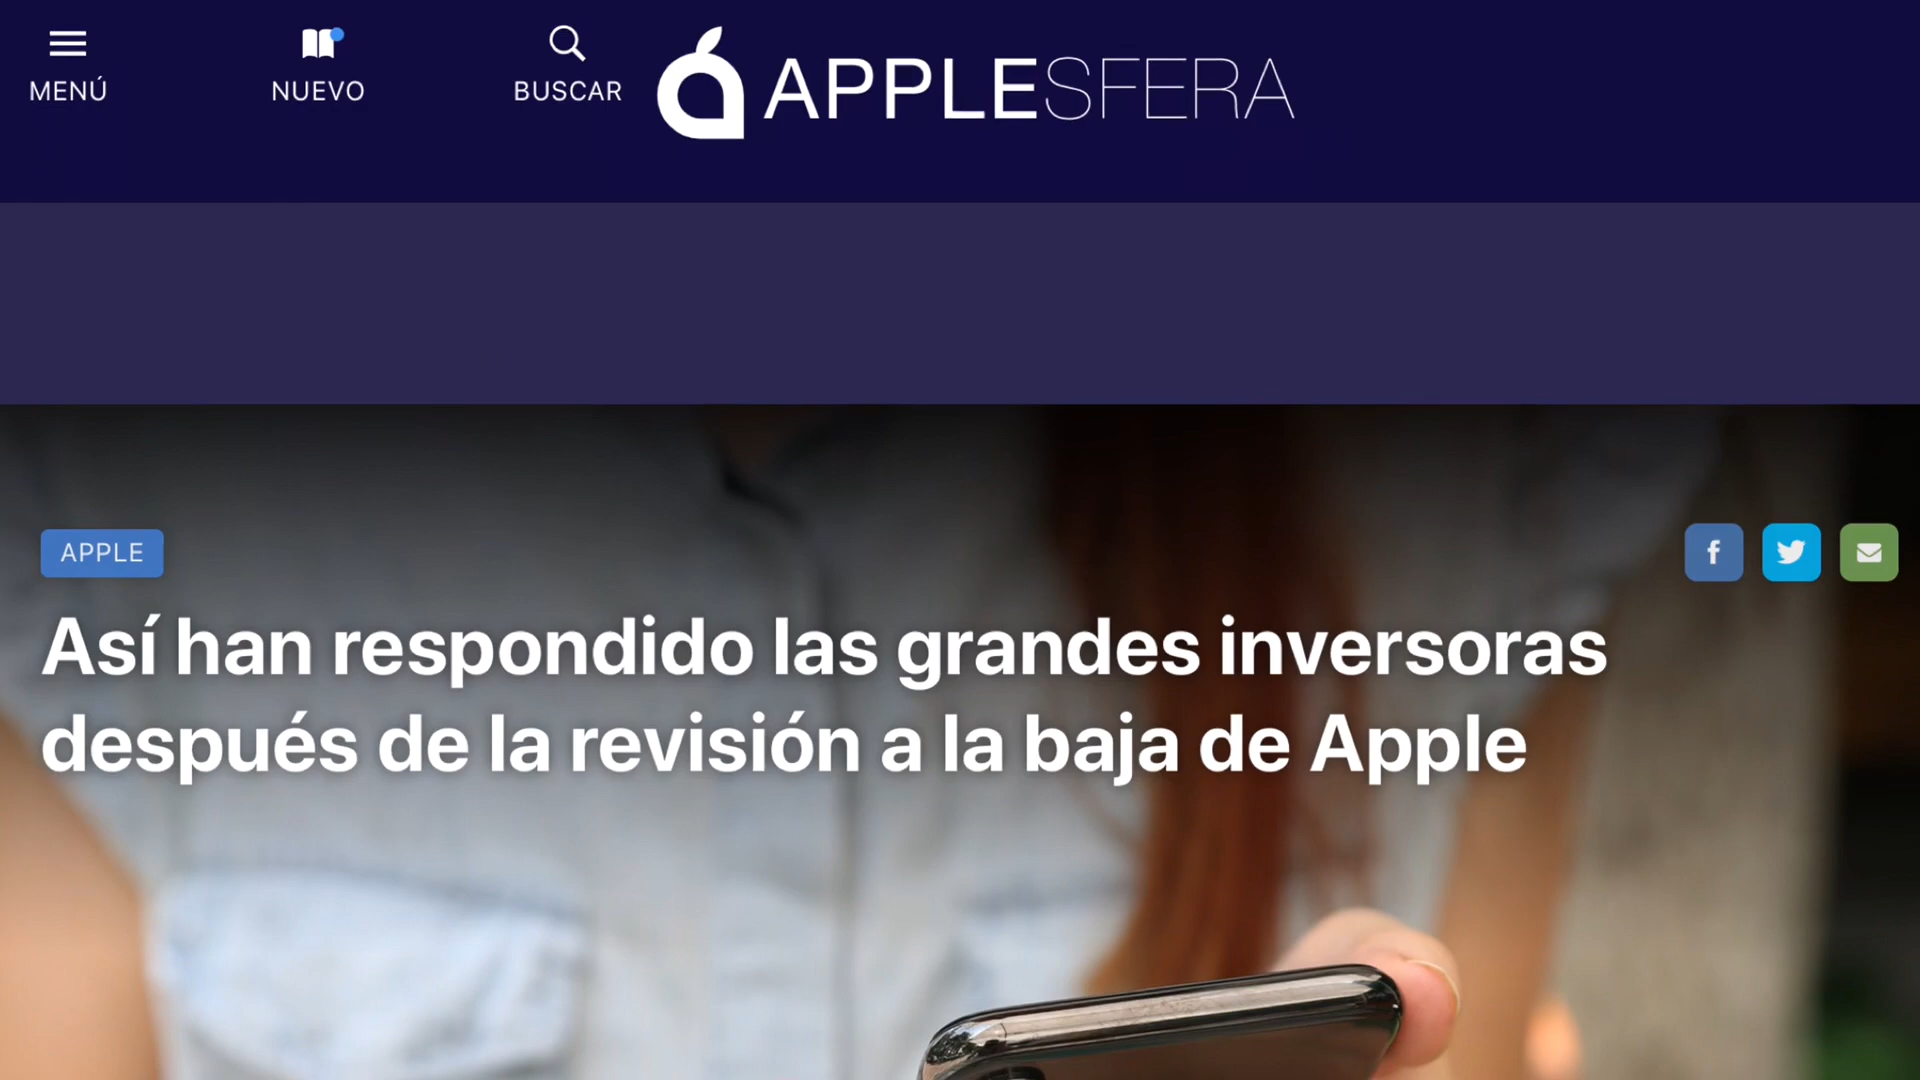 MENÚ
NUEVO
BUSCAR
APPLESFERA
APPLE
Así han respondido las grandes inversoras
después de la revisión a la baja de Apple